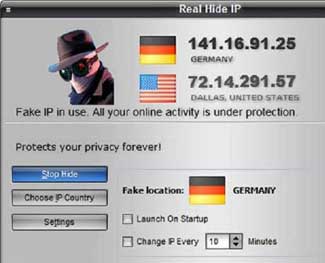 Real Hide IP
141.16.91.25
GERMANY
72.14.291.57
DALLAS, UNITED STATES
Fake IP in use. All your online activity is under protection.
Protects your privacy forever!
Stop Hide
Fake location: GERMANY
Choose IP Country
Launch On Startup
Settings
Change IP Every 10 Minutes